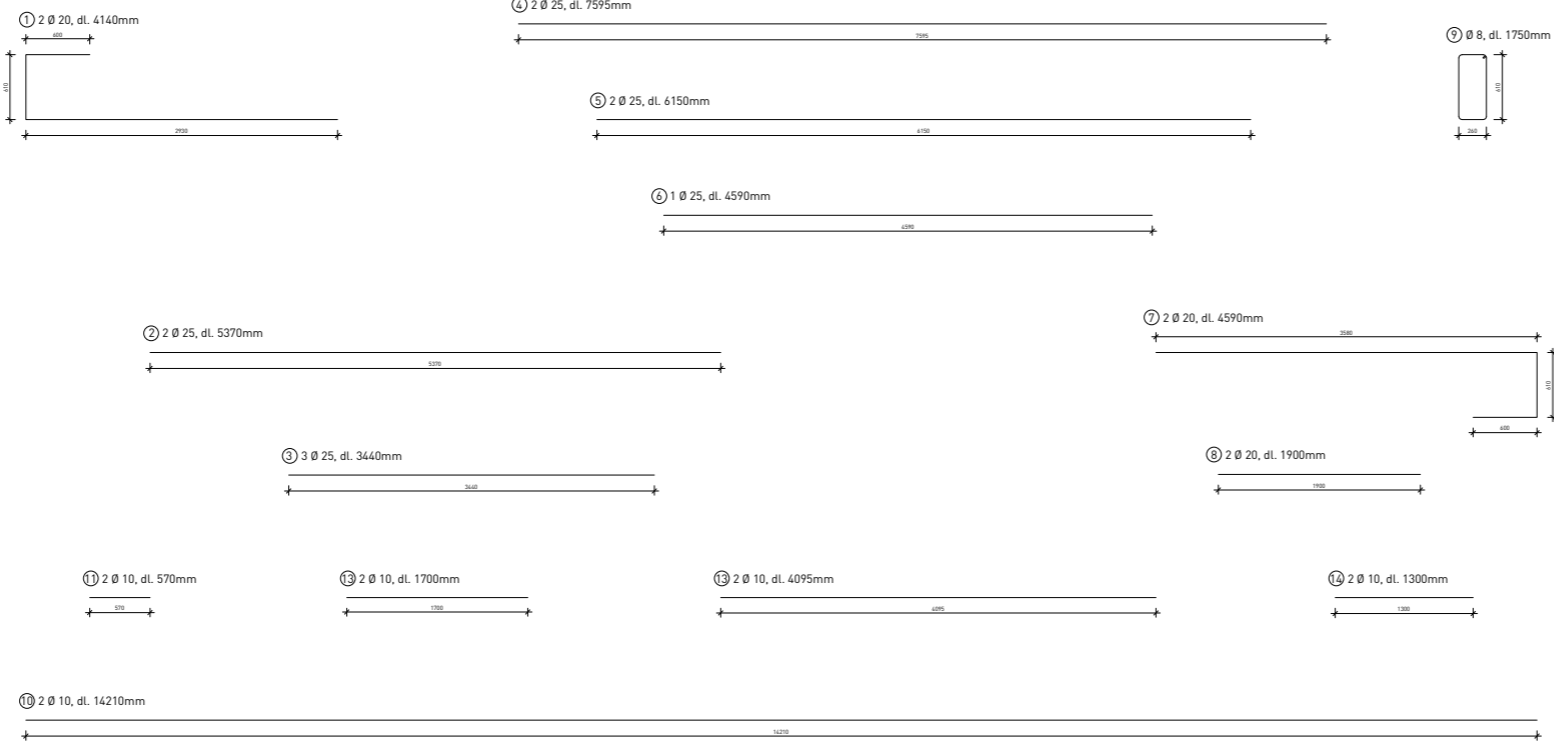 ① 2 Ø 20, dl. 4140mm
600
610
2930
④ 2 Ø 25, dl. 7595mm
7595
⑨ Ø 8, dl. 1750mm
610
260
⑤ 2 Ø 25, dl. 6150mm
6150
⑥ 1 Ø 25, dl. 4590mm
4590
② 2 Ø 25, dl. 5370mm
5370
⑦ 2 Ø 20, dl. 4590mm
3580
610
600
③ 3 Ø 25, dl. 3440mm
3440
⑧ 2 Ø 20, dl. 1900mm
1900
⑪ 2 Ø 10, dl. 570mm
570
⑬ 2 Ø 10, dl. 1700mm
1700
⑬ 2 Ø 10, dl. 4095mm
4095
⑭ 2 Ø 10, dl. 1300mm
1300
⑩ 2 Ø 10, dl. 14210mm
14210